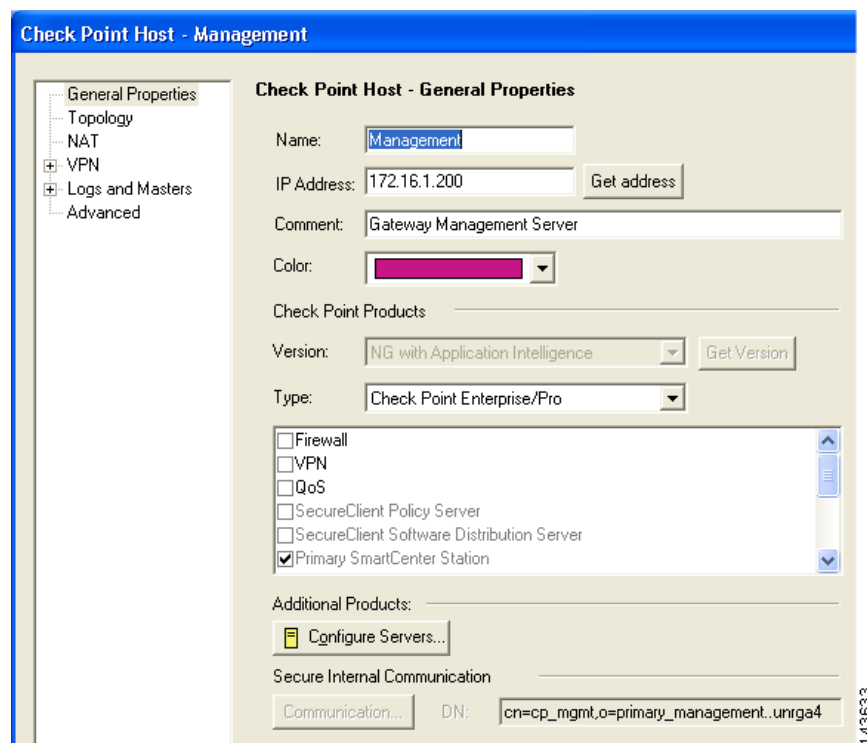 Check Point Host - Management
General Properties
Topology
NAT
VPN
Logs and Masters
Advanced
Check Point Host - General Properties
Name: Management
IP Address: 172.16.1.200 Get address
Comment: Gateway Management Server
Color:
Check Point Products
Version: NG with Application Intelligence Get Version
Type: Check Point Enterprise/Pro
Firewall
VPN
QoS
SecureClient Policy Server
SecureClient Software Distribution Server
Primary SmartCenter Station
Additional Products:
Configure Servers...
Secure Internal Communication
Communication... DN: cn=cp_mgmt,o=primary_management..unrga4